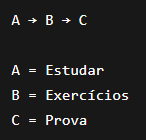 A → B → C
A = Estudar
B = Exercícios
C = Prova